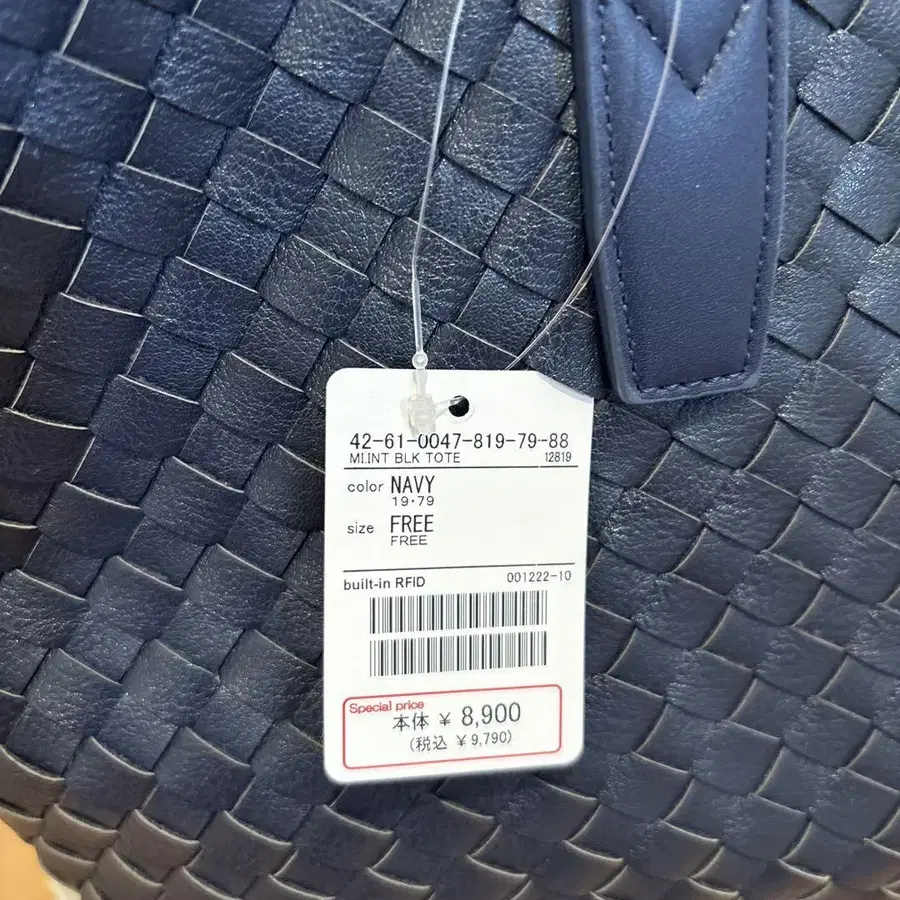 42-61-0047-819-79-88
MI.INT BLK TOTE 12819
color NAVY
19・79
size FREE
FREE
built-in RFID 001222-10
Special price
本体 ¥ 8,900
(税込 ¥9,790)